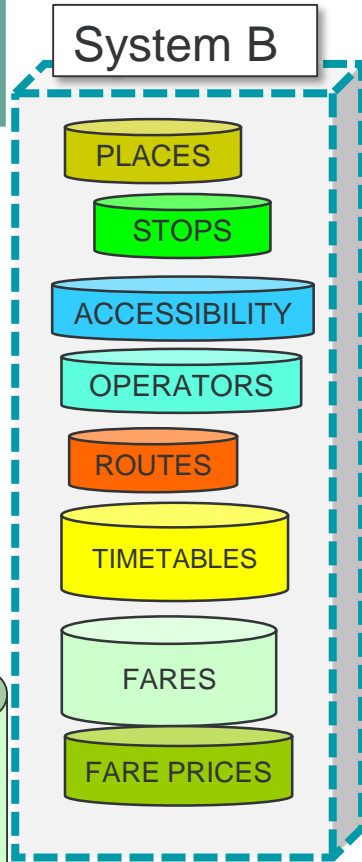 System B
PLACES
STOPS
ACCESSIBILITY
OPERATORS
ROUTES
TIMETABLES
FARES
FARE PRICES